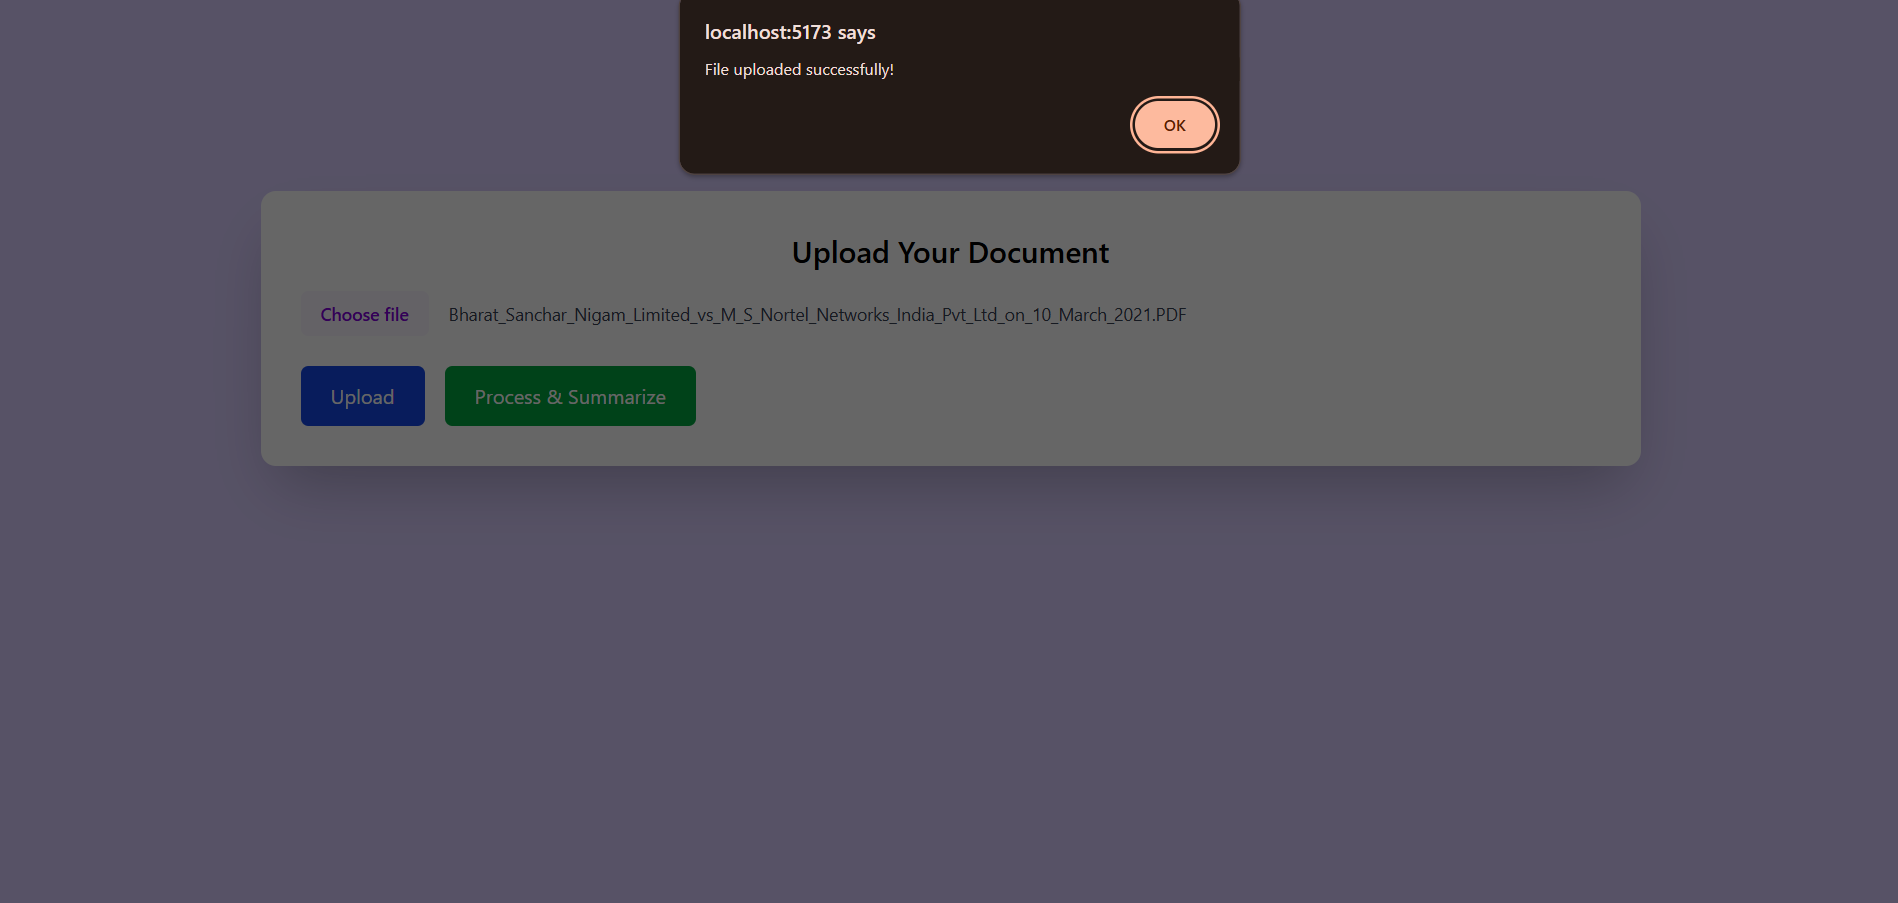 localhost:5173 says
File uploaded successfully!
OK
Upload Your Document
Choose file Bharat_Sanchar_Nigam_Limited_vs_M_S_Nortel_Networks_India_Pvt_Ltd_on_10_March_2021.PDF
Upload Process & Summarize